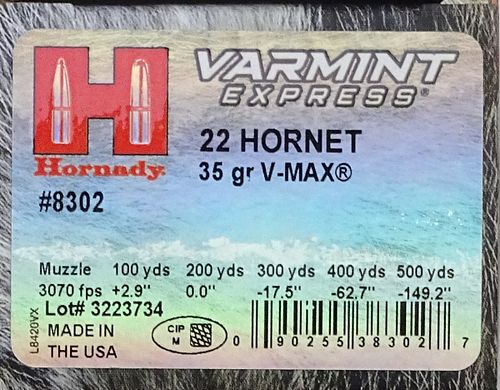 VARMINT
EXPRESS®
H
Hornady.
22 HORNET
35 gr V-MAX®
#8302
Muzzle 100 yds 200 yds 300 yds 400 yds 500 yds
3070 fps +2.9" 0.0" -17.5" -62.7" -149.2"
Lot# 3223734
MADE IN
THE USA
L8420VX
CIP
M
0 90255 38302 7